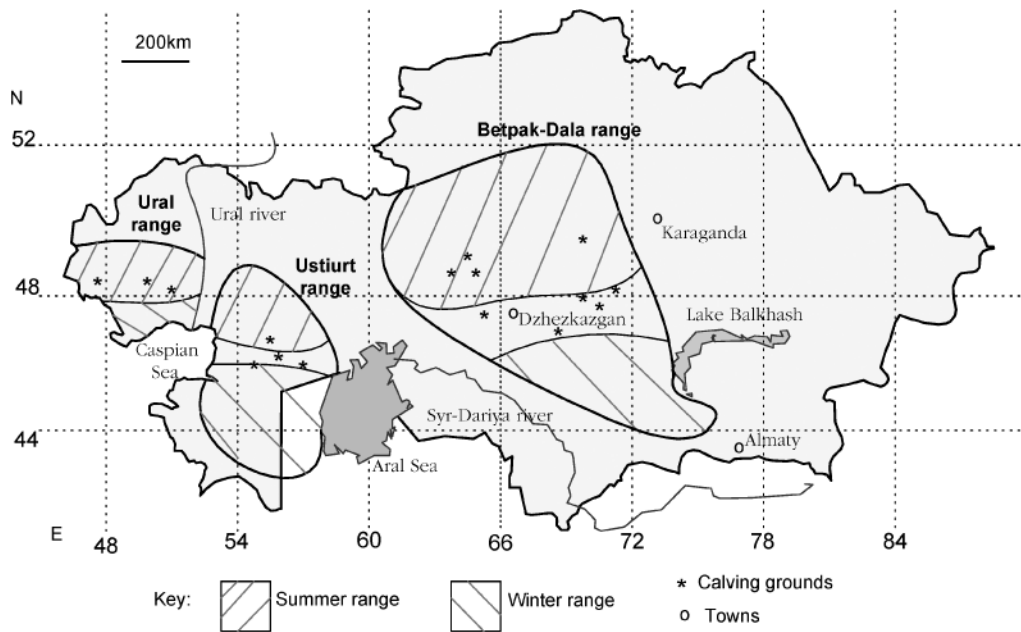 200km
N
52
48
44
Betpak-Dala range
Ural
range
Ural river
Ustiurt
range
Karaganda
Dzhezkazgan
Lake Balkhash
Caspian
Sea
Syr-Dariya river
Almaty
Aral Sea
E
48 54 60 66 72 78 84
Key: Summer range Winter range * Calving grounds
o Towns